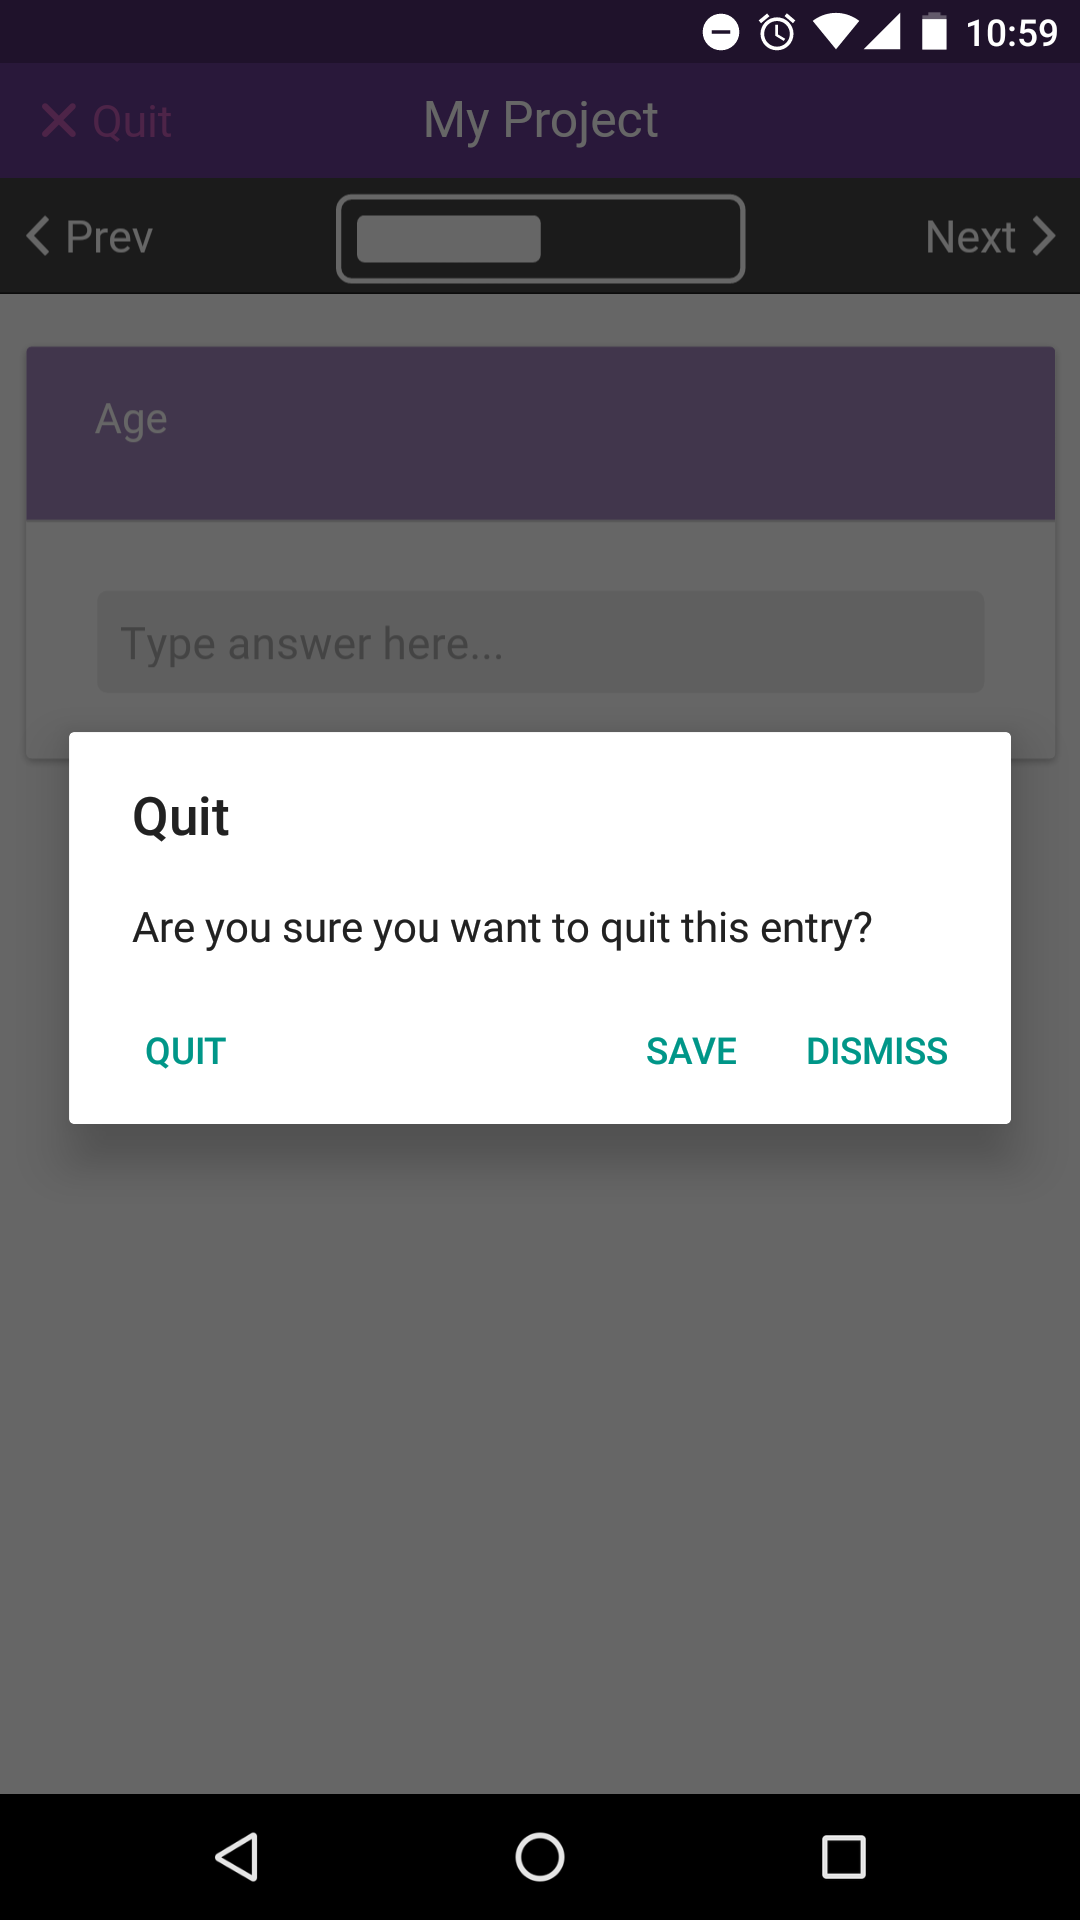 10:59
Quit My Project
Prev Next
Age
Type answer here...
Quit
Are you sure you want to quit this entry?
QUIT SAVE DISMISS